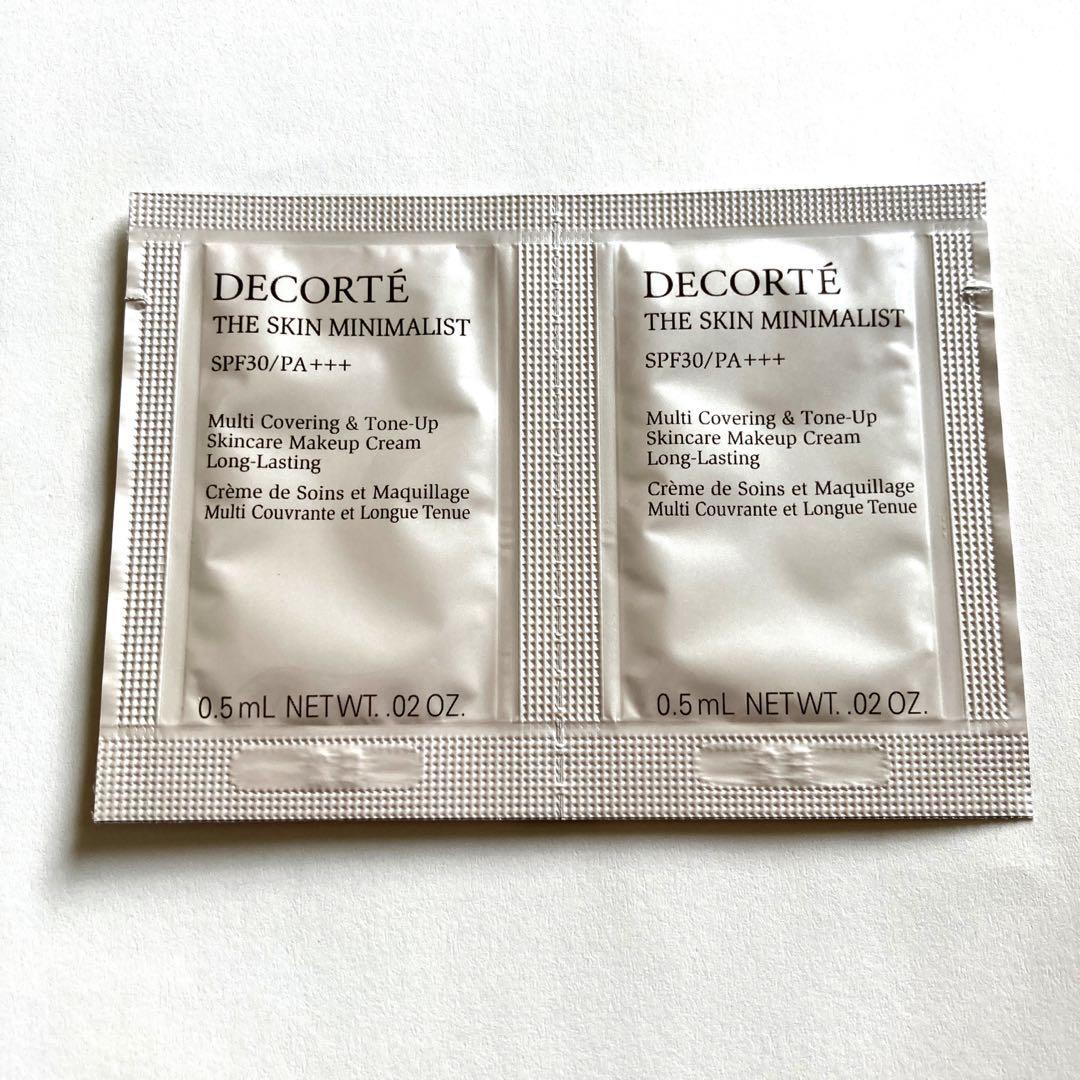 DECORTÉ
THE SKIN MINIMALIST
SPF30/PA+++
Multi Covering & Tone-Up
Skincare Makeup Cream
Long-Lasting
Crème de Soins et Maquillage
Multi Couvrante et Longue Tenue
0.5 mL NET WT. .02 OZ.
DECORTÉ
THE SKIN MINIMALIST
SPF30/PA+++
Multi Covering & Tone-Up
Skincare Makeup Cream
Long-Lasting
Crème de Soins et Maquillage
Multi Couvrante et Longue Tenue
0.5 mL NET WT. .02 OZ.